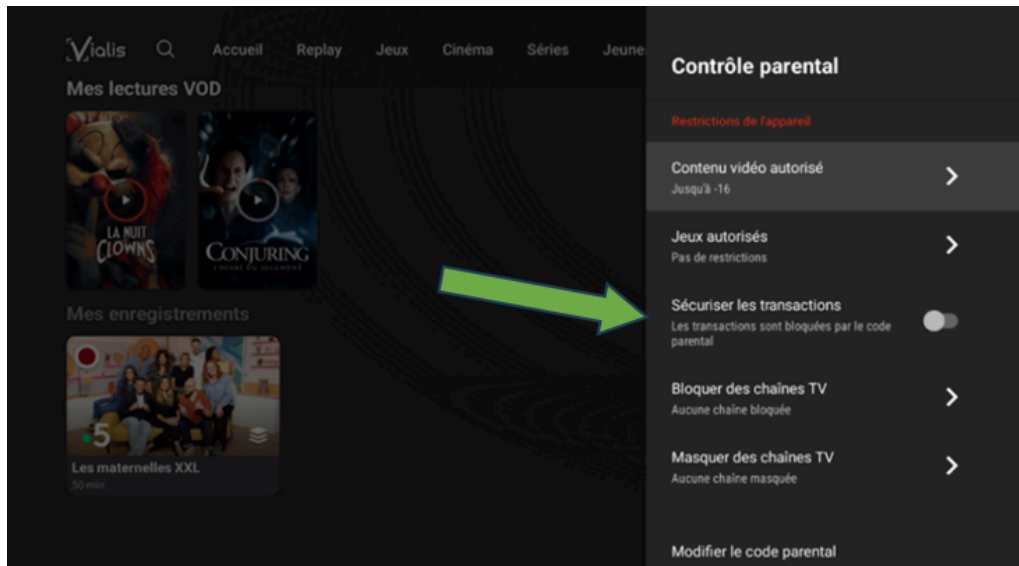 Vialis
Accueil Replay Jeux Cinéma Séries Jeune
Mes lectures VOD
LA NUIT
CLOWNS
CONJURING
Mes enregistrements
5
Les maternelles XXL
50 min
Contrôle parental
Restrictions de l'appareil
Contenu vidéo autorisé
Jusqu'à -16
Jeux autorisés
Pas de restrictions
Sécuriser les transactions
Les transactions sont bloquées par le code
parental
Bloquer des chaînes TV
Aucune chaîne bloquée
Masquer des chaînes TV
Aucune chaîne masquée
Modifier le code parental